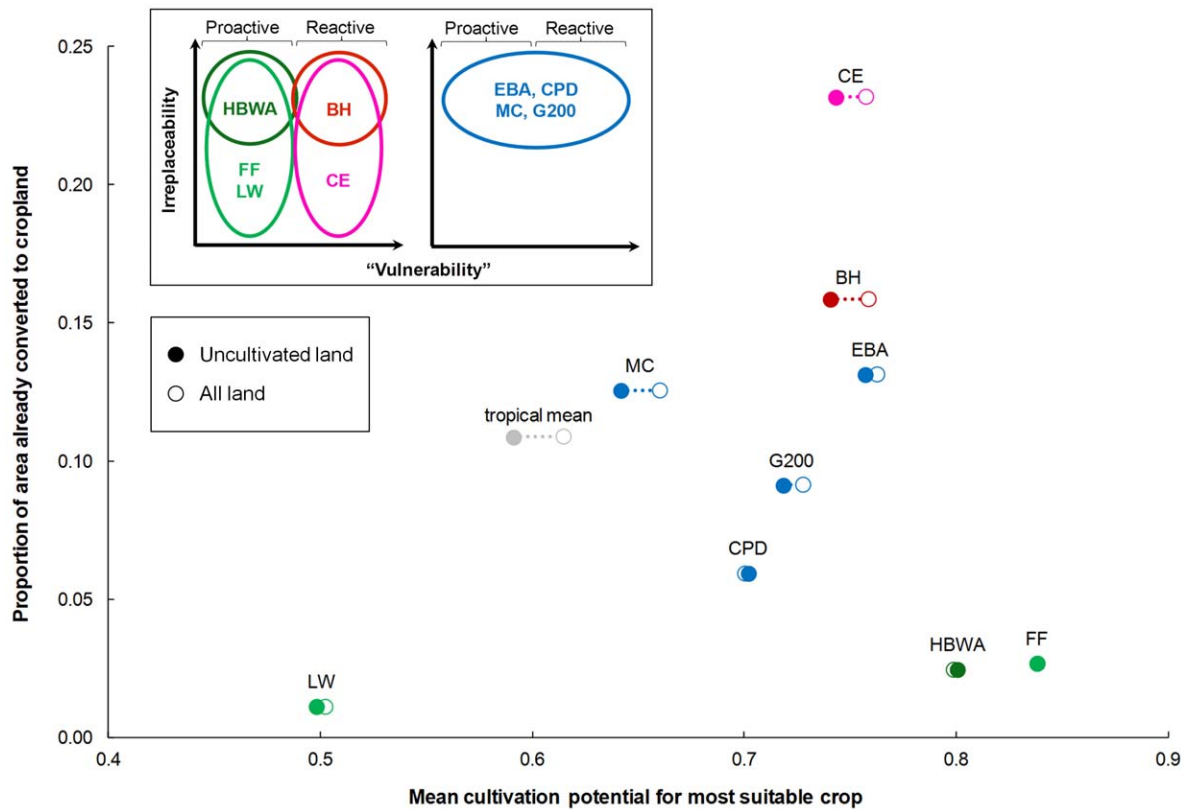 Proportion of area already converted to cropland
0.25
0.20
0.15
0.10
0.05
0.00
Proactive Reactive
Proactive Reactive
Irreplaceability
HBWA
BH
FF
LW
CE
EBA, CPD
MC, G200
“Vulnerability”
Uncultivated land
All land
CE
BH
EBA
MC
tropical mean
G200
CPD
HBWA
FF
LW
0.4 0.5 0.6 0.7 0.8 0.9
Mean cultivation potential for most suitable crop